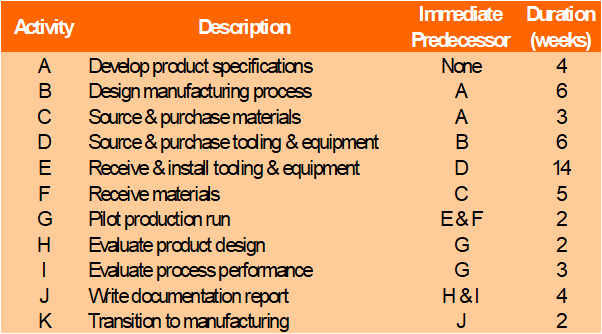 Immediate Duration
Activity Description Predecessor (weeks)
A Develop product specifications None 4
B Design manufacturing process A 6
C Source & purchase materials A 3
D Source & purchase tooling & equipment B 6
E Receive & install tooling & equipment D 14
F Receive materials C 5
G Pilot production run E & F 2
H Evaluate product design G 2
I Evaluate process performance G 3
J Write documentation report H & I 4
K Transition to manufacturing J 2